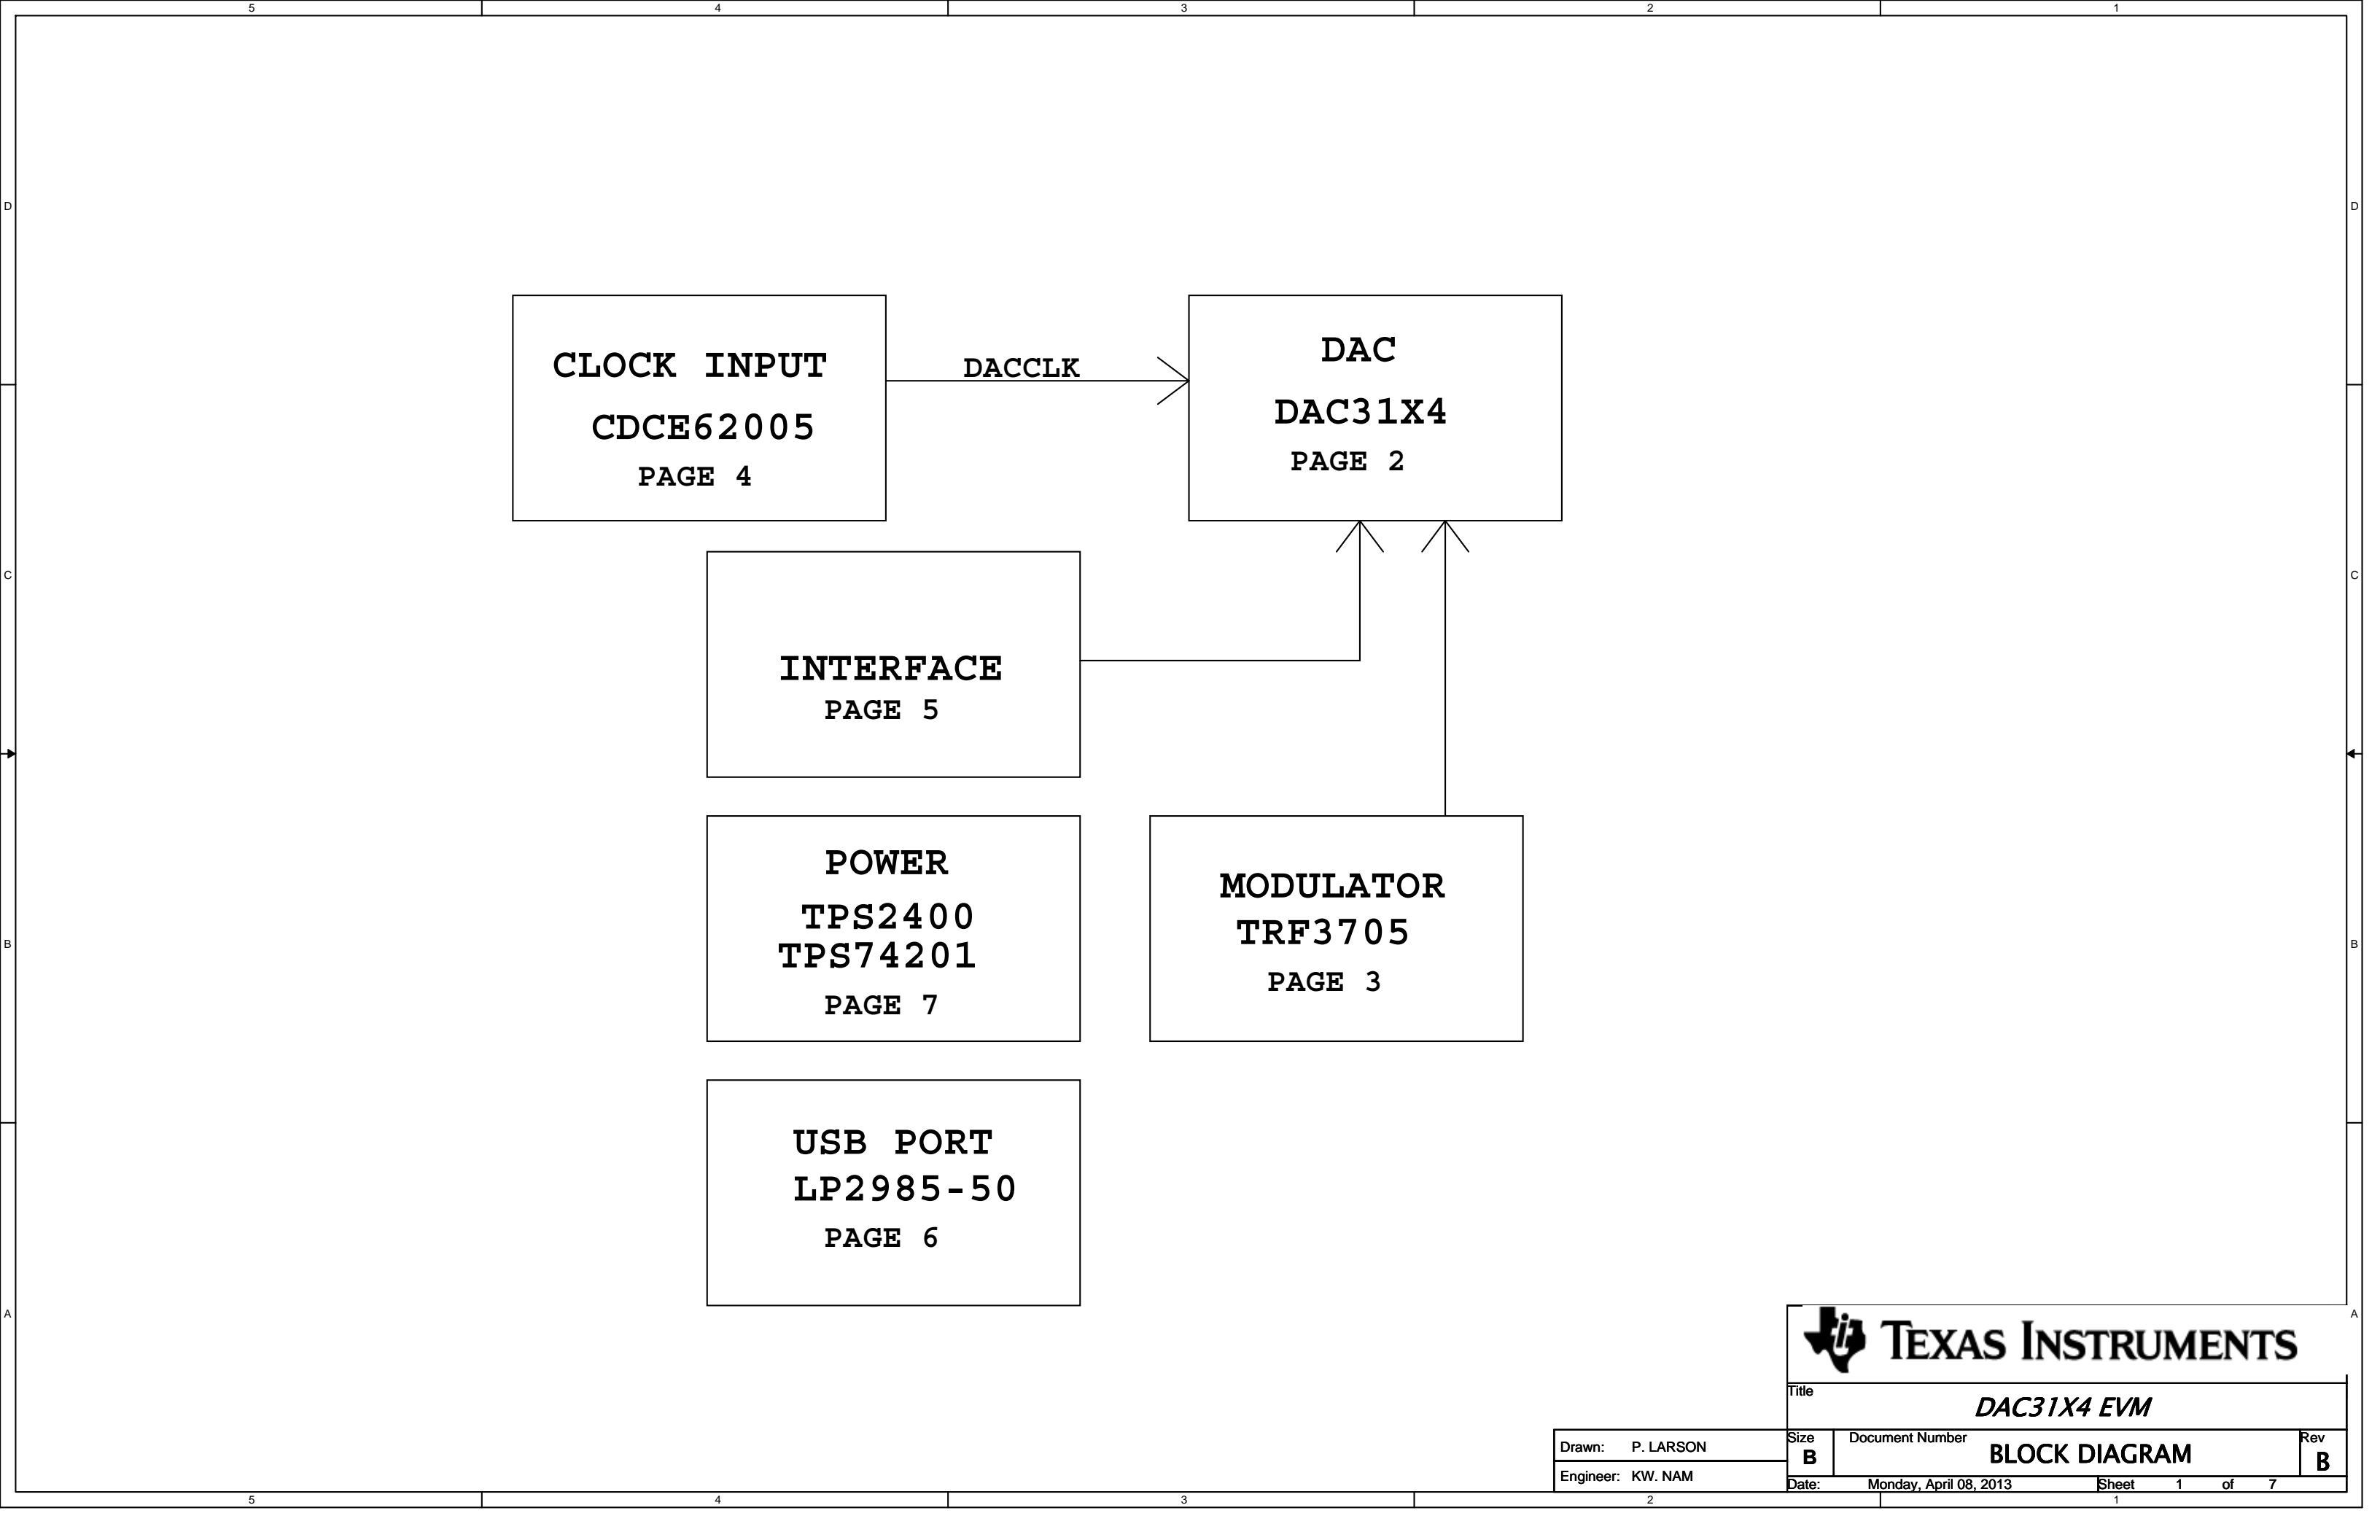 5 4 3 2 1
D D
CLOCK INPUT
CDCE62005
PAGE 4
DACCLK
DAC
DAC31X4
PAGE 2
C C
INTERFACE
PAGE 5
POWER
TPS2400
TPS74201
PAGE 7
MODULATOR
TRF3705
PAGE 3
B B
USB PORT
LP2985-50
PAGE 6
A A
TEXAS INSTRUMENTS
Title
DAC31X4 EVM
Drawn: P. LARSON
Engineer: KW. NAM
Size
B
Document Number
BLOCK DIAGRAM
Rev
B
Date: Monday, April 08, 2013 Sheet 1 of 7
5 4 3 2 1